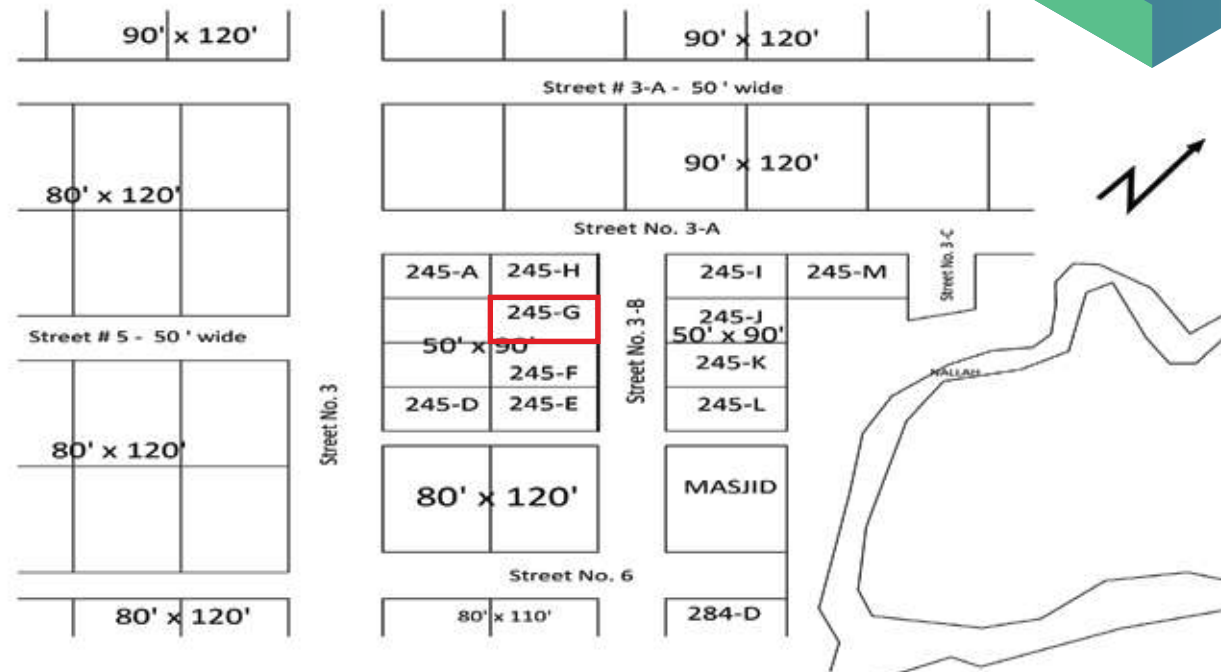 90' x 120'
90' x 120'
Street # 3-A - 50 ' wide
90' x 120'
80' x 120'
Street No. 3-A
Street No. 3-C
245-A
245-H
245-I
245-M
245-G
245-J
Street # 5 - 50 ' wide
50' x 90'
Street No. 3 -B
50' x 90'
245-F
245-K
NALLAH
245-D
245-E
245-L
Street No. 3
80' x 120'
80' x 120'
MASJID
Street No. 6
80' x 120'
80' x 110'
284-D